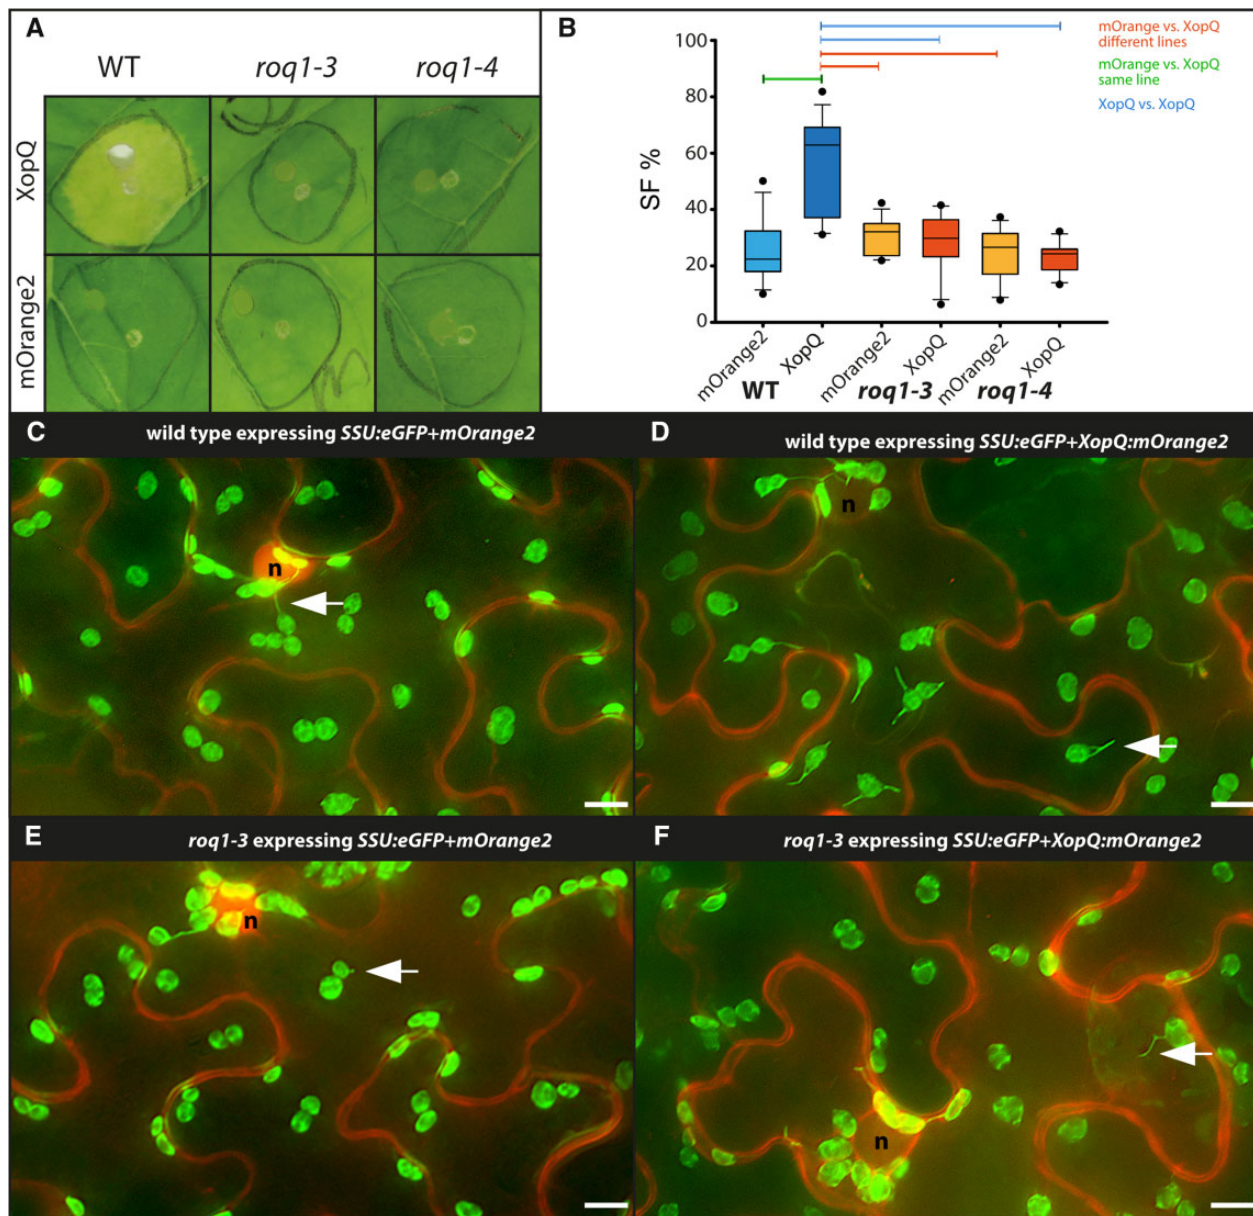 A
WT roq1-3 roq1-4
XopQ
mOrange2
B
mOrange vs. XopQ
different lines
mOrange vs. XopQ
same line
XopQ vs. XopQ
SF %
100
80
60
40
20
0
mOrange2 XopQ mOrange2 XopQ mOrange2 XopQ
WT roq1-3 roq1-4
C wild type expressing SSU:eGFP+mOrange2
n
D wild type expressing SSU:eGFP+XopQ:mOrange2
n
E roq1-3 expressing SSU:eGFP+mOrange2
n
F roq1-3 expressing SSU:eGFP+XopQ:mOrange2
n